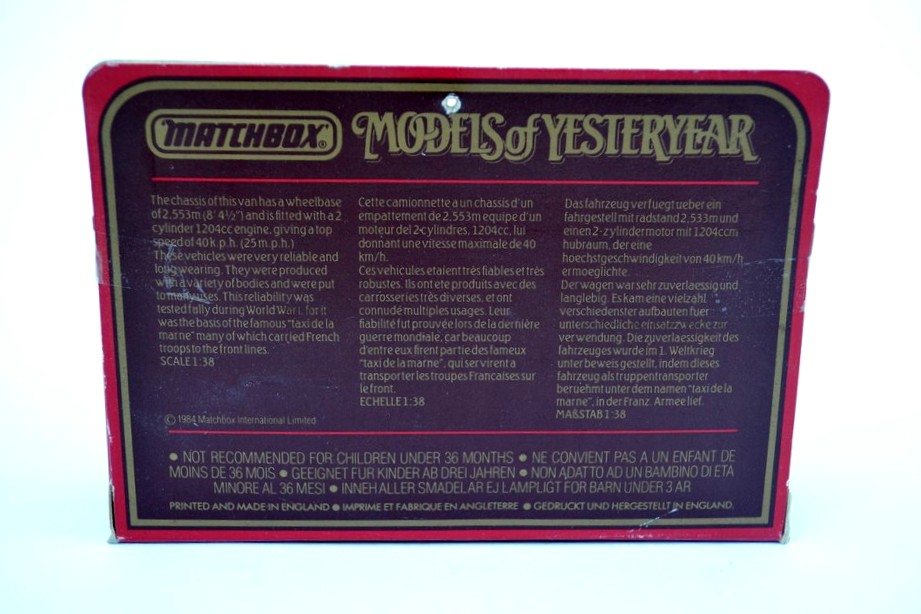 MATCHBOX®
MODELS of YESTERYEAR
The chassis of this van has a wheelbase
of 2.553m (8' 4½") and is fitted with a 2
cylinder 1204cc engine, giving a top
speed of 40k.p.h. (25m.p.h.)
These vehicles were very reliable and
long wearing. They were produced
with a variety of bodies and were put
to many uses. This reliability was
tested fully during World War I, for it
was the basis of the famous "taxi de la
marne" many of which carried French
troops to the front lines.
SCALE 1:38
© 1984 Matchbox International Limited
Cette camionnette a un chassis d'un
empattement de 2,553m equipe d'un
moteur del 2 cylindres, 1204cc, lui
donnant une vitesse maximale de 40
km/h.
Ces vehicules etaient très fiables et très
robustes. Ils ont ete produits avec des
carrosseries très diverses, et ont
connudé multiples usages. Leur
fiabilité fut prouvée lors de la dernière
guerre mondiale, car beaucoup
d'entre eux firent partie des fameux
"taxi de la marne", qui servirent a
transporter les troupes Francaises sur
le front.
ECHELLE 1:38
Das fahrzeug verfuegt ueber ein
fahrgestell mit radstand 2,533m und
einen 2-zylindermotor mit 1204ccm
hubraum, der eine
hoechstgeschwindigkeit von 40 km/h
ermoeglichte.
Der wagen war sehr zuverlaessig und
langlebig. Es kam eine vielzahl
verschiedenster aufbauten fuer
unterschiedliche einsatzzwecke zur
verwendung. Die zuverlaessigkeit des
fahrzeuges wurde im 1. Weltkrieg
unter beweis gestellt, indem dieses
fahrzeug als truppentransporter
beruehmt unter dem namen "taxi de la
marne", in der Franz. Armee lief.
MAßSTAB 1:38
● NOT RECOMMENDED FOR CHILDREN UNDER 36 MONTHS ● NE CONVIENT PAS A UN ENFANT DE
MOINS DE 36 MOIS ● GEEIGNET FUR KINDER AB DREI JAHREN ● NON ADATTO AD UN BAMBINO DI ETA
MINORE AL 36 MESI ● INNEHALLER SMADELAR EJ LAMPLIGT FOR BARN UNDER 3 AR
PRINTED AND MADE IN ENGLAND ● IMPRIME ET FABRIQUE EN ANGLETERRE ● GEDRUCKT UND HERGESTELLT IN ENGLAND.